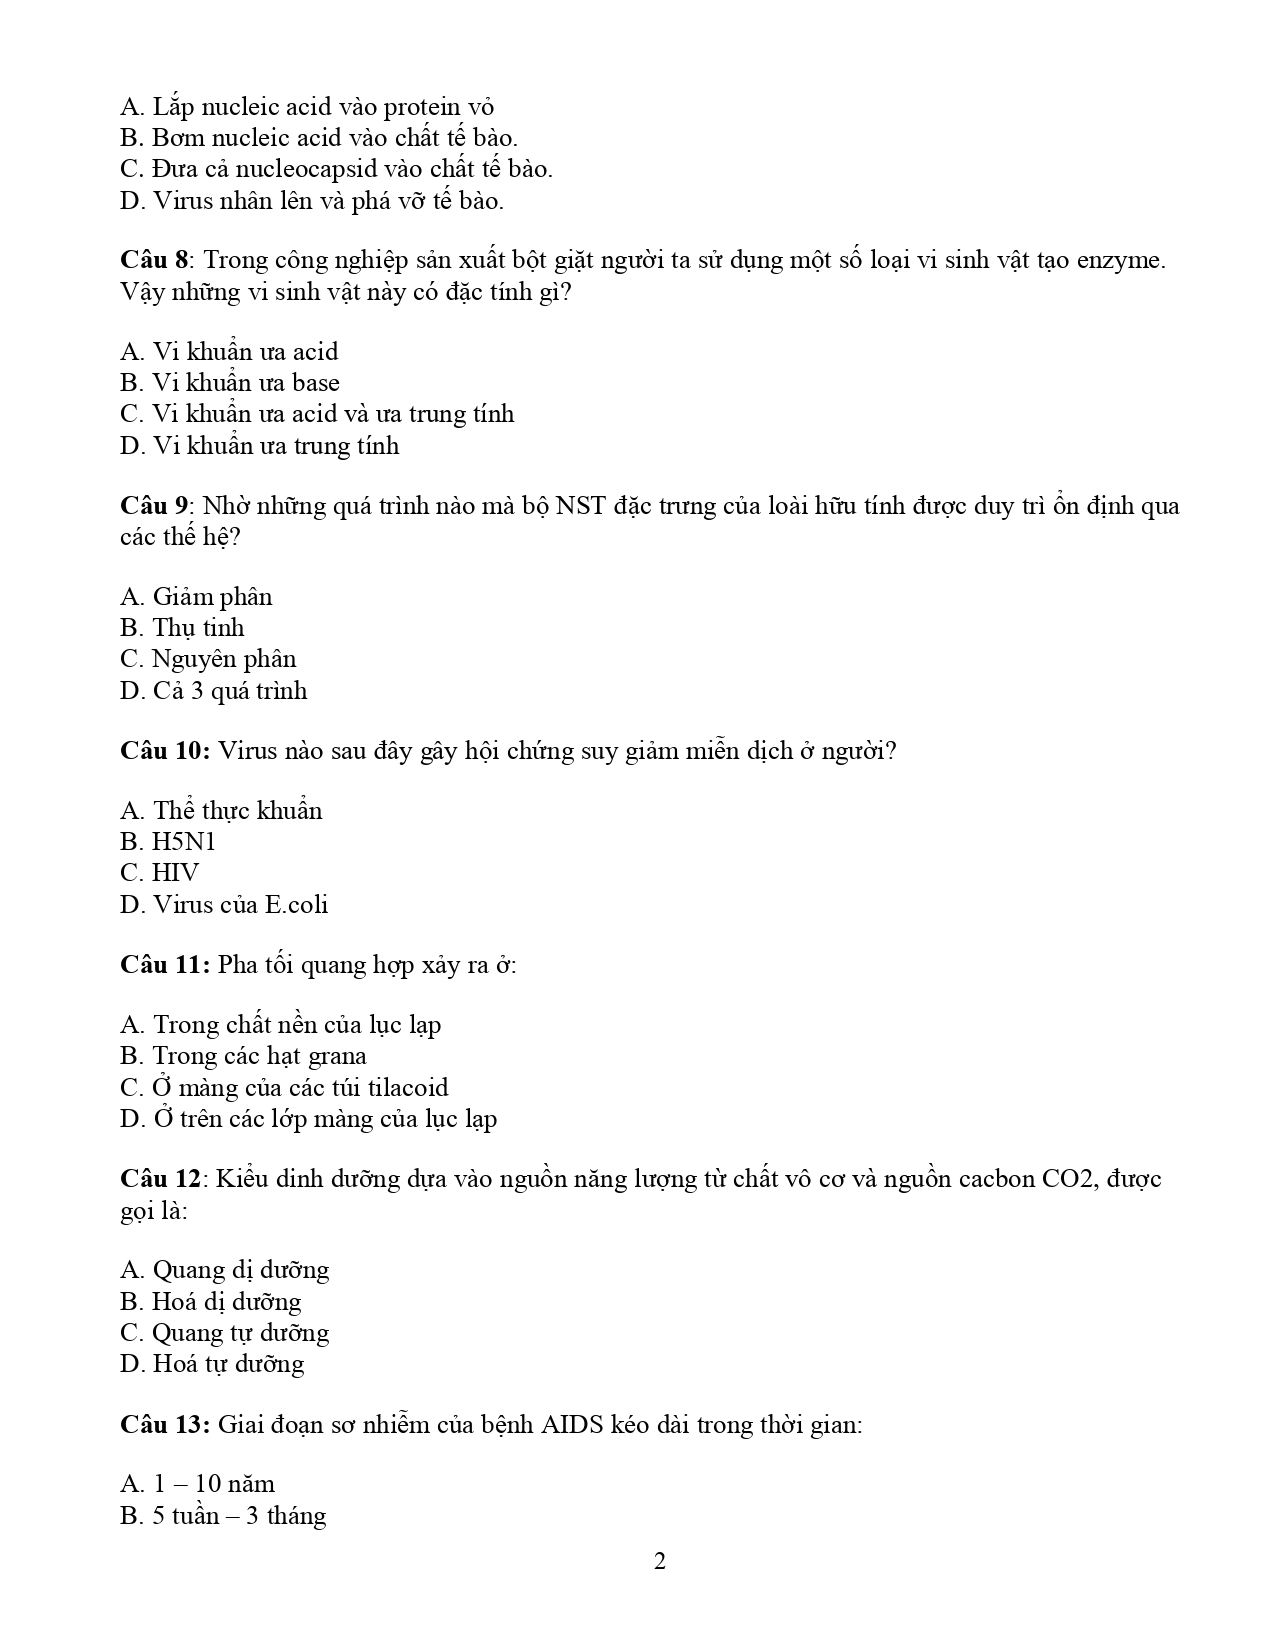 A. Lắp nucleic acid vào protein vỏ
B. Bơm nucleic acid vào chất tế bào.
C. Đưa cả nucleocapsid vào chất tế bào.
D. Virus nhân lên và phá vỡ tế bào.
Câu 8: Trong công nghiệp sản xuất bột giặt người ta sử dụng một số loại vi sinh vật tạo enzyme.
Vậy những vi sinh vật này có đặc tính gì?
A. Vi khuẩn ưa acid
B. Vi khuẩn ưa base
C. Vi khuẩn ưa acid và ưa trung tính
D. Vi khuẩn ưa trung tính
Câu 9: Nhờ những quá trình nào mà bộ NST đặc trưng của loài hữu tính được duy trì ổn định qua
các thế hệ?
A. Giảm phân
B. Thụ tinh
C. Nguyên phân
D. Cả 3 quá trình
Câu 10: Virus nào sau đây gây hội chứng suy giảm miễn dịch ở người?
A. Thể thực khuẩn
B. H5N1
C. HIV
D. Virus của E.coli
Câu 11: Pha tối quang hợp xảy ra ở:
A. Trong chất nền của lục lạp
B. Trong các hạt grana
C. Ở màng của các túi tilacoid
D. Ở trên các lớp màng của lục lạp
Câu 12: Kiểu dinh dưỡng dựa vào nguồn năng lượng từ chất vô cơ và nguồn cacbon CO2, được
gọi là:
A. Quang dị dưỡng
B. Hoá dị dưỡng
C. Quang tự dưỡng
D. Hoá tự dưỡng
Câu 13: Giai đoạn sơ nhiễm của bệnh AIDS kéo dài trong thời gian:
A. 1 – 10 năm
B. 5 tuần – 3 tháng
2